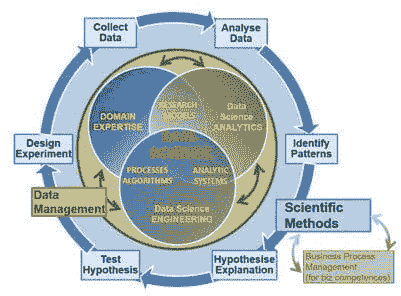 Collect
Data
Analyse
Data
DOMAIN
EXPERTISE
RESEARCH
MODELS
Data
Science
ANALYTICS
Design
Experiment
Identify
Patterns
PROCESSES
ALGORITHMS
ANALYTIC
SYSTEMS
Data
Management
Data Science
ENGINEERING
Scientific
Methods
Test
Hypothesis
Hypothesise
Explanation
Business Process
Management
(for biz competences)